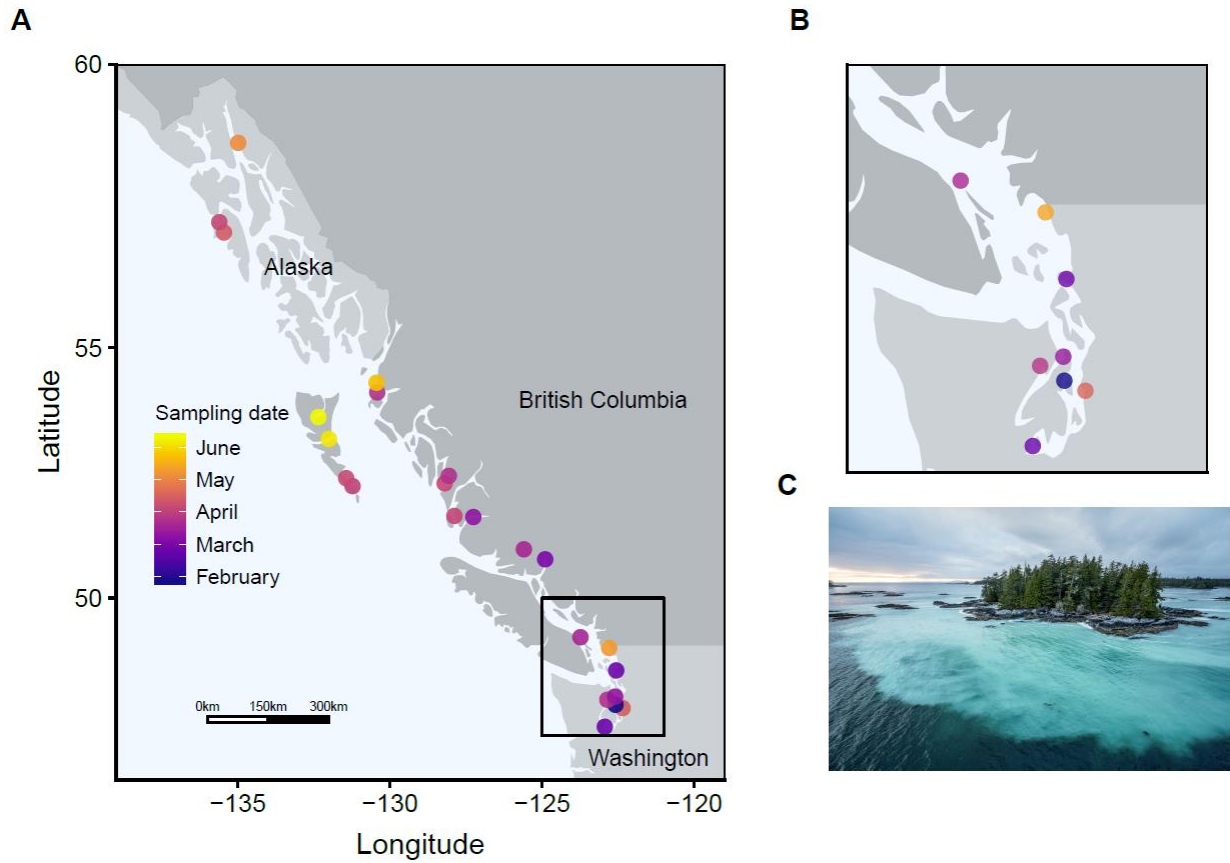 A
60
55
50
Latitude
Alaska
British Columbia
Sampling date
June
May
April
March
February
0km 150km 300km
Washington
−135 −130 −125 −120
Longitude
B
C